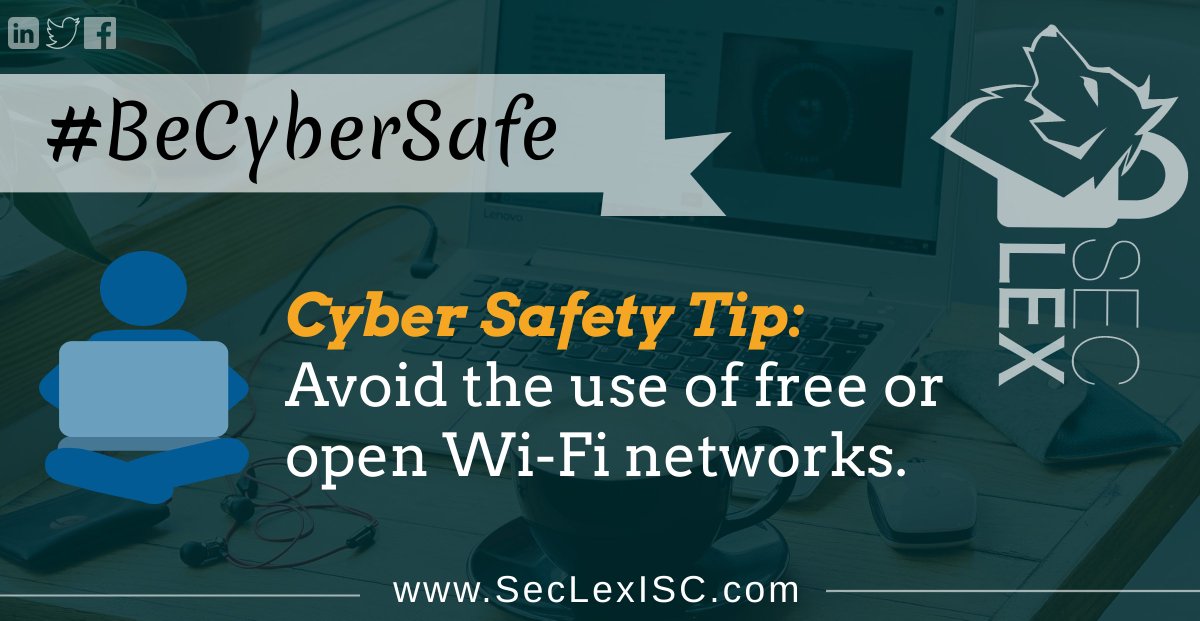 #BeCyberSafe
SEC
LEX
Lenovo
Cyber Safety Tip:
Avoid the use of free or
open Wi-Fi networks.
www.SecLexISC.com